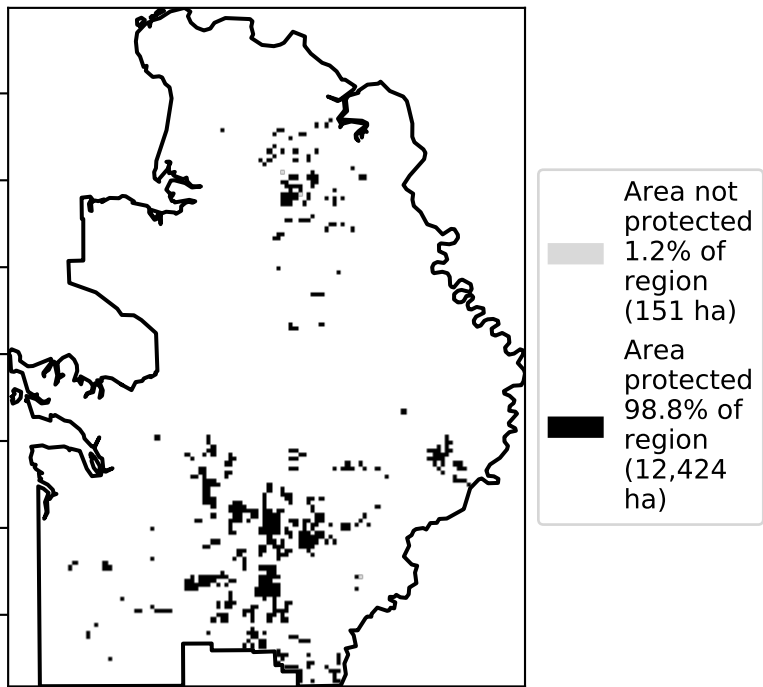 Area not
protected
1.2% of
region
(151 ha)
Area
protected
98.8% of
region
(12,424
ha)